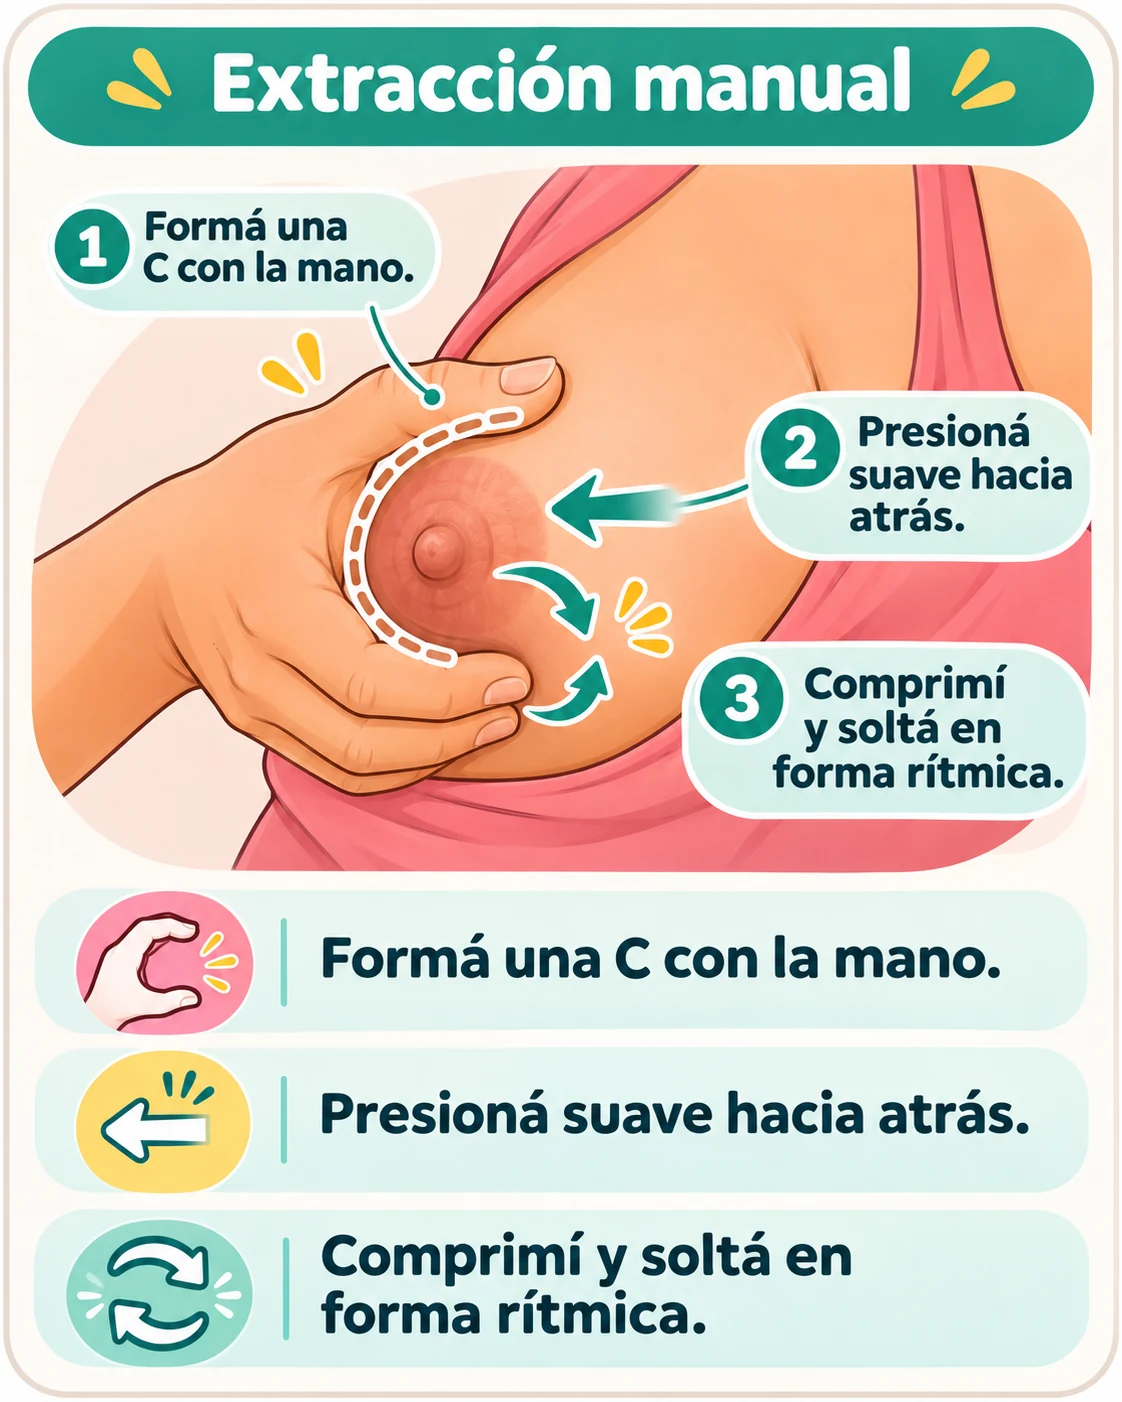 Extracción manual
1
Formá una
C con la mano.
2
Presioná
suave hacia
atrás.
3
Comprimí
y soltá en
forma rítmica.
Formá una C con la mano.
Presioná suave hacia atrás.
Comprimí y soltá en
forma rítmica.